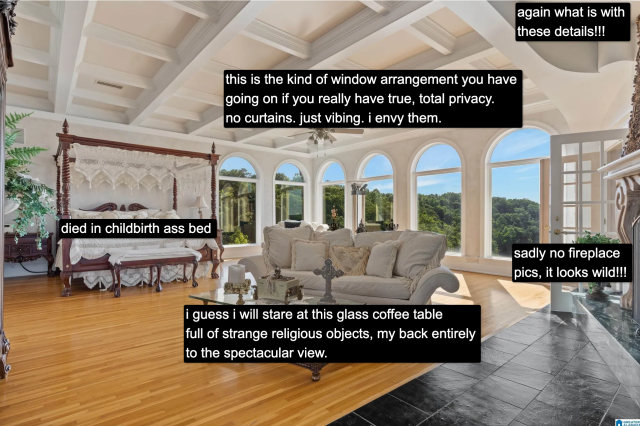 again what is with
these details!!!
this is the kind of window arrangement you have
going on if you really have true, total privacy.
no curtains. just vibing. i envy them.
died in childbirth ass bed
sadly no fireplace
pics, it looks wild!!!
i guess i will stare at this glass coffee table
full of strange religious objects, my back entirely
to the spectacular view.